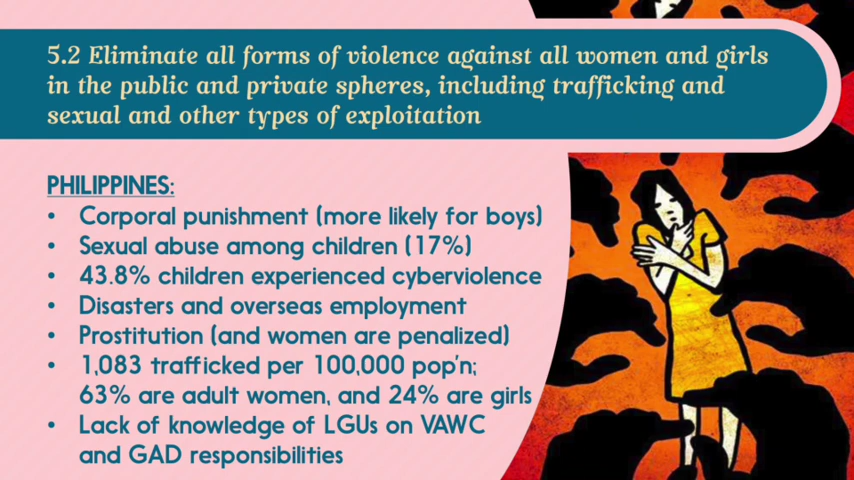 5.2 Eliminate all forms of violence against all women and girls
in the public and private spheres, including trafficking and
sexual and other types of exploitation
PHILIPPINES:
• Corporal punishment (more likely for boys)
• Sexual abuse among children (17%)
• 43.8% children experienced cyberviolence
• Disasters and overseas employment
• Prostitution (and women are penalized)
• 1,083 trafficked per 100,000 pop'n;
63% are adult women, and 24% are girls
• Lack of knowledge of LGUs on VAWC
and GAD responsibilities